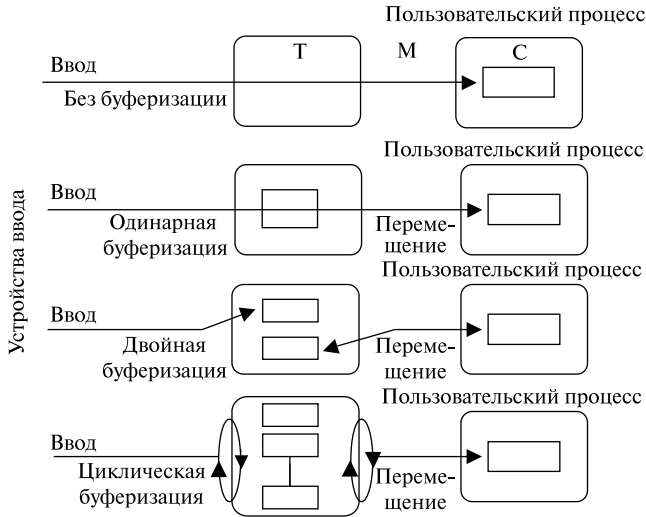 Пользовательский процесс
Т М С
Ввод
Без буферизации
Пользовательский процесс
Ввод
Одинарная
буферизация
Переме-
щение
Пользовательский процесс
Ввод
Двойная
буферизация
Переме-
щение
Пользовательский процесс
Ввод
Циклическая
буферизация
Переме-
щение
Устройства ввода